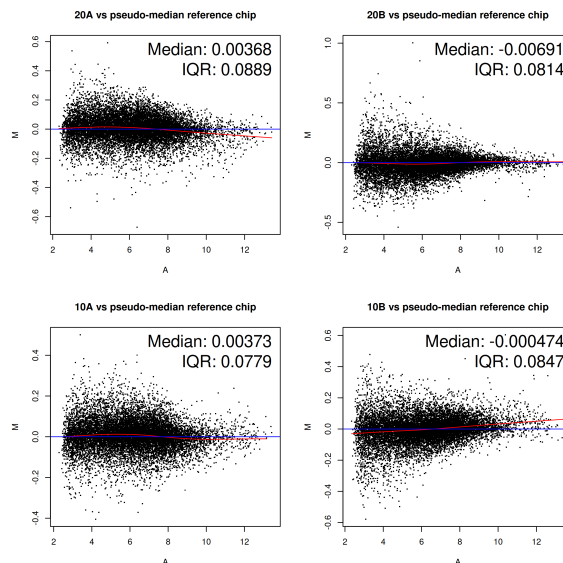 20A vs pseudo-median reference chip
20B vs pseudo-median reference chip
Median: 0.00368
IQR: 0.0889
Median: -0.00691
IQR: 0.0814
M
0.6
0.4
0.2
0.0
-0.2
-0.4
-0.6
2 4 6 8 10 12
A
M
1.0
0.5
0.0
-0.5
2 4 6 8 10 12
A
10A vs pseudo-median reference chip
10B vs pseudo-median reference chip
Median: 0.00373
IQR: 0.0779
Median: -0.000474
IQR: 0.0847
M
0.4
0.2
0.0
-0.2
-0.4
2 4 6 8 10 12
A
M
0.6
0.4
0.2
0.0
-0.2
-0.4
-0.6
2 4 6 8 10 12
A